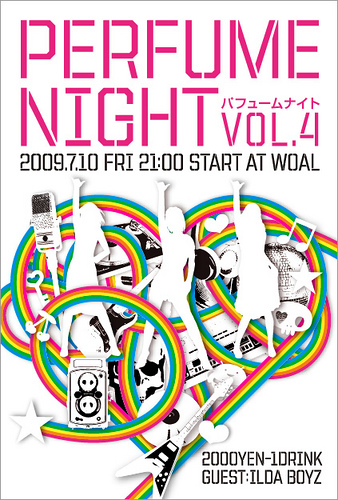 PERFUME
NIGHT
パフュームナイト
VOL.4
2009.7.10 FRI 21:00 START AT WOAL
2000YEN-1DRINK
GUEST:ILDA BOYZ